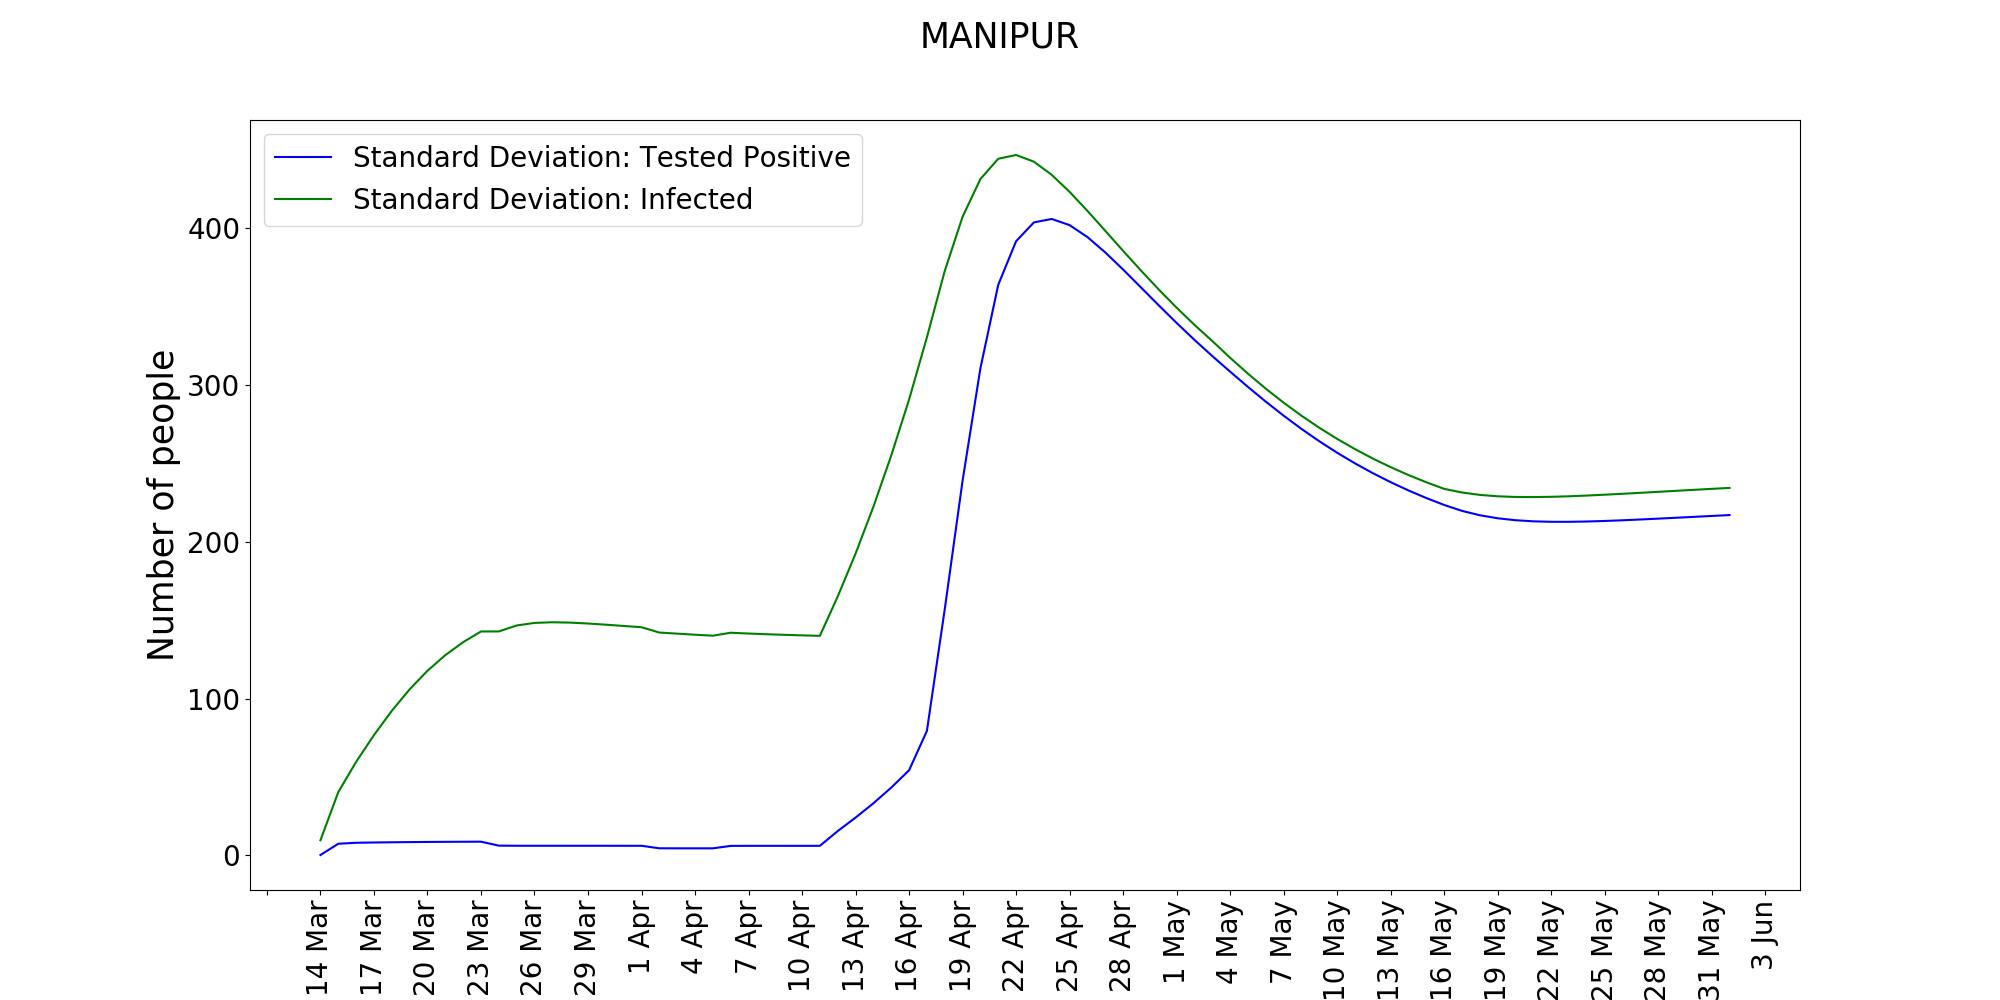 MANIPUR
Standard Deviation: Tested Positive
Standard Deviation: Infected
Number of people
400
300
200
100
0
14 Mar
17 Mar
20 Mar
23 Mar
26 Mar
29 Mar
1 Apr
4 Apr
7 Apr
10 Apr
13 Apr
16 Apr
19 Apr
22 Apr
25 Apr
28 Apr
1 May
4 May
7 May
10 May
13 May
16 May
19 May
22 May
25 May
28 May
31 May
3 Jun